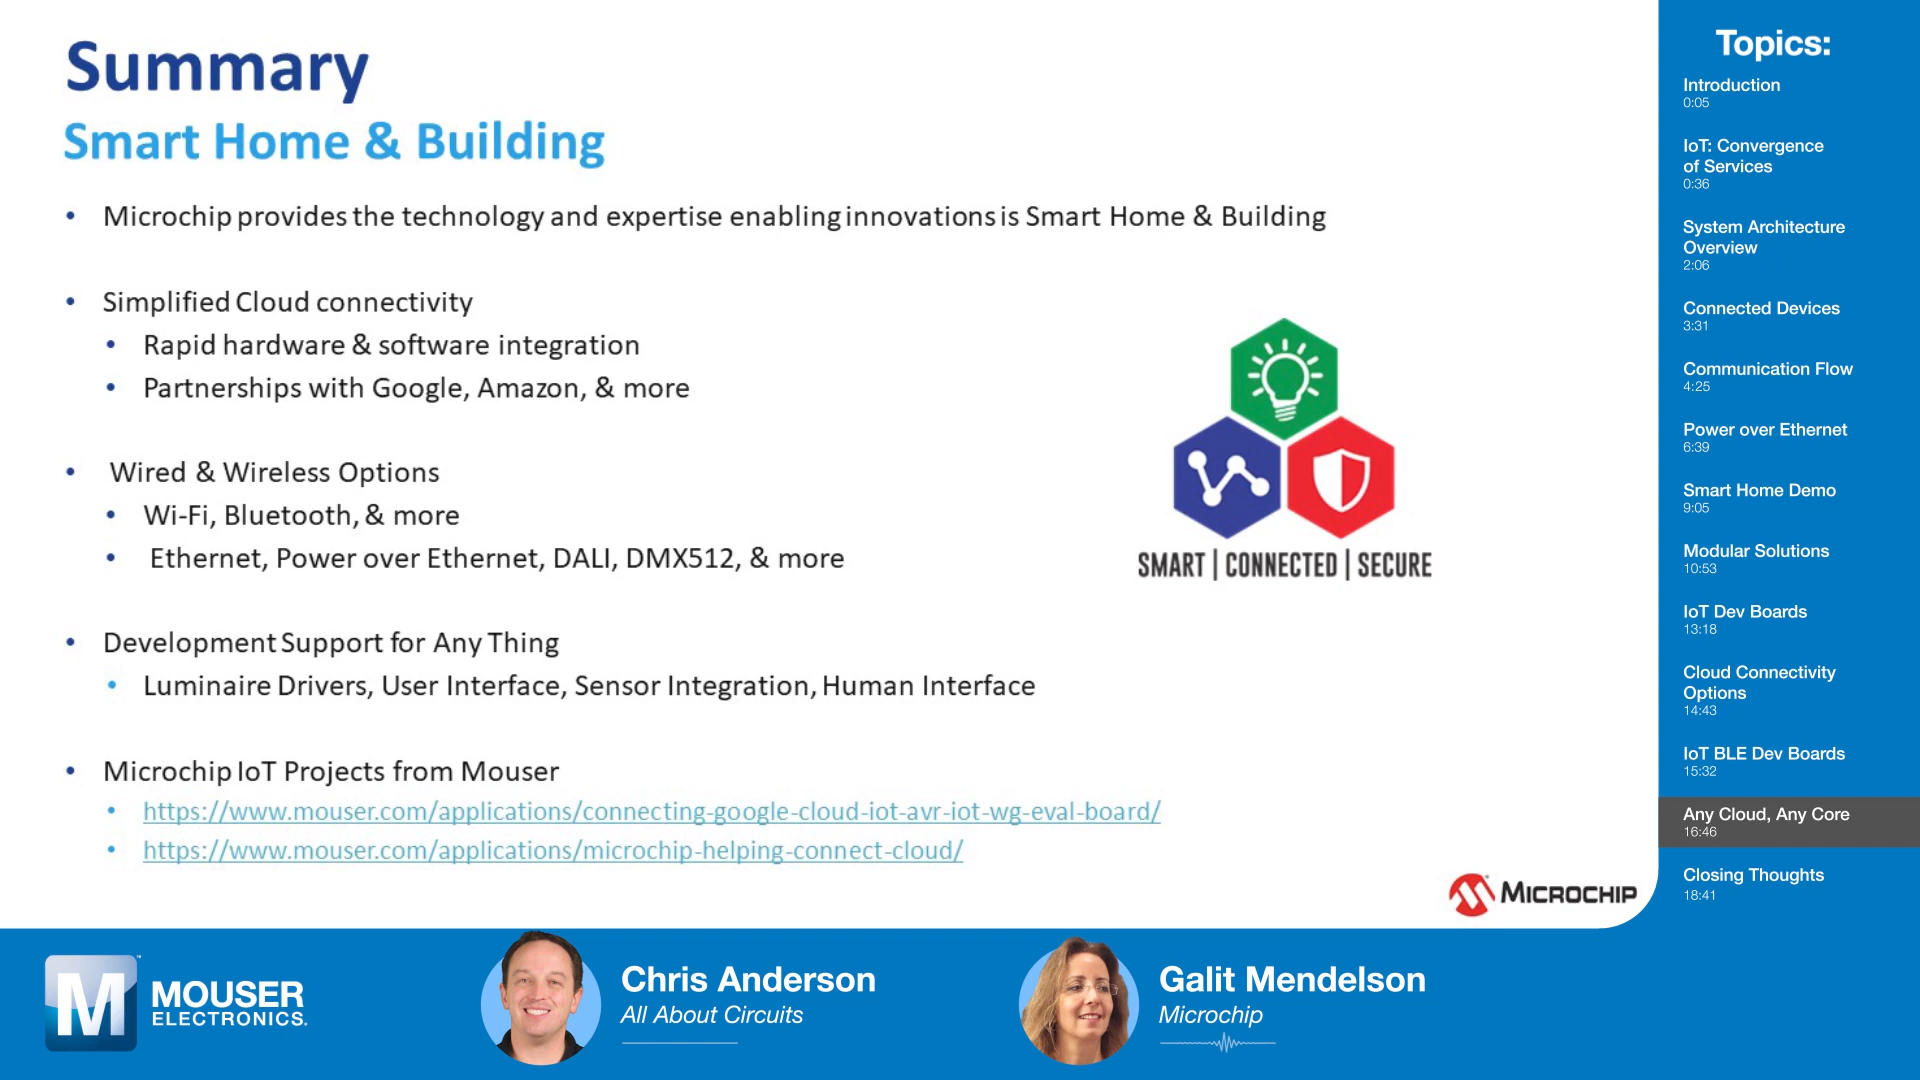 Summary
Smart Home & Building
• Microchip provides the technology and expertise enabling innovations is Smart Home & Building
• Simplified Cloud connectivity
• Rapid hardware & software integration
• Partnerships with Google, Amazon, & more
• Wired & Wireless Options
• Wi-Fi, Bluetooth, & more
• Ethernet, Power over Ethernet, DALI, DMX512, & more
• Development Support for Any Thing
• Luminaire Drivers, User Interface, Sensor Integration, Human Interface
• Microchip IoT Projects from Mouser
• https://www.mouser.com/applications/connecting-google-cloud-iot-avr-iot-wg-eval-board/
• https://www.mouser.com/applications/microchip-helping-connect-cloud/
SMART | CONNECTED | SECURE
MICROCHIP
Topics:
Introduction
0:05
IoT: Convergence
of Services
0:36
System Architecture
Overview
2:06
Connected Devices
3:31
Communication Flow
4:25
Power over Ethernet
6:39
Smart Home Demo
9:05
Modular Solutions
10:53
IoT Dev Boards
13:18
Cloud Connectivity
Options
14:43
IoT BLE Dev Boards
15:32
Any Cloud, Any Core
16:46
Closing Thoughts
18:41
M
MOUSER
ELECTRONICS.
Chris Anderson
All About Circuits
Galit Mendelson
Microchip